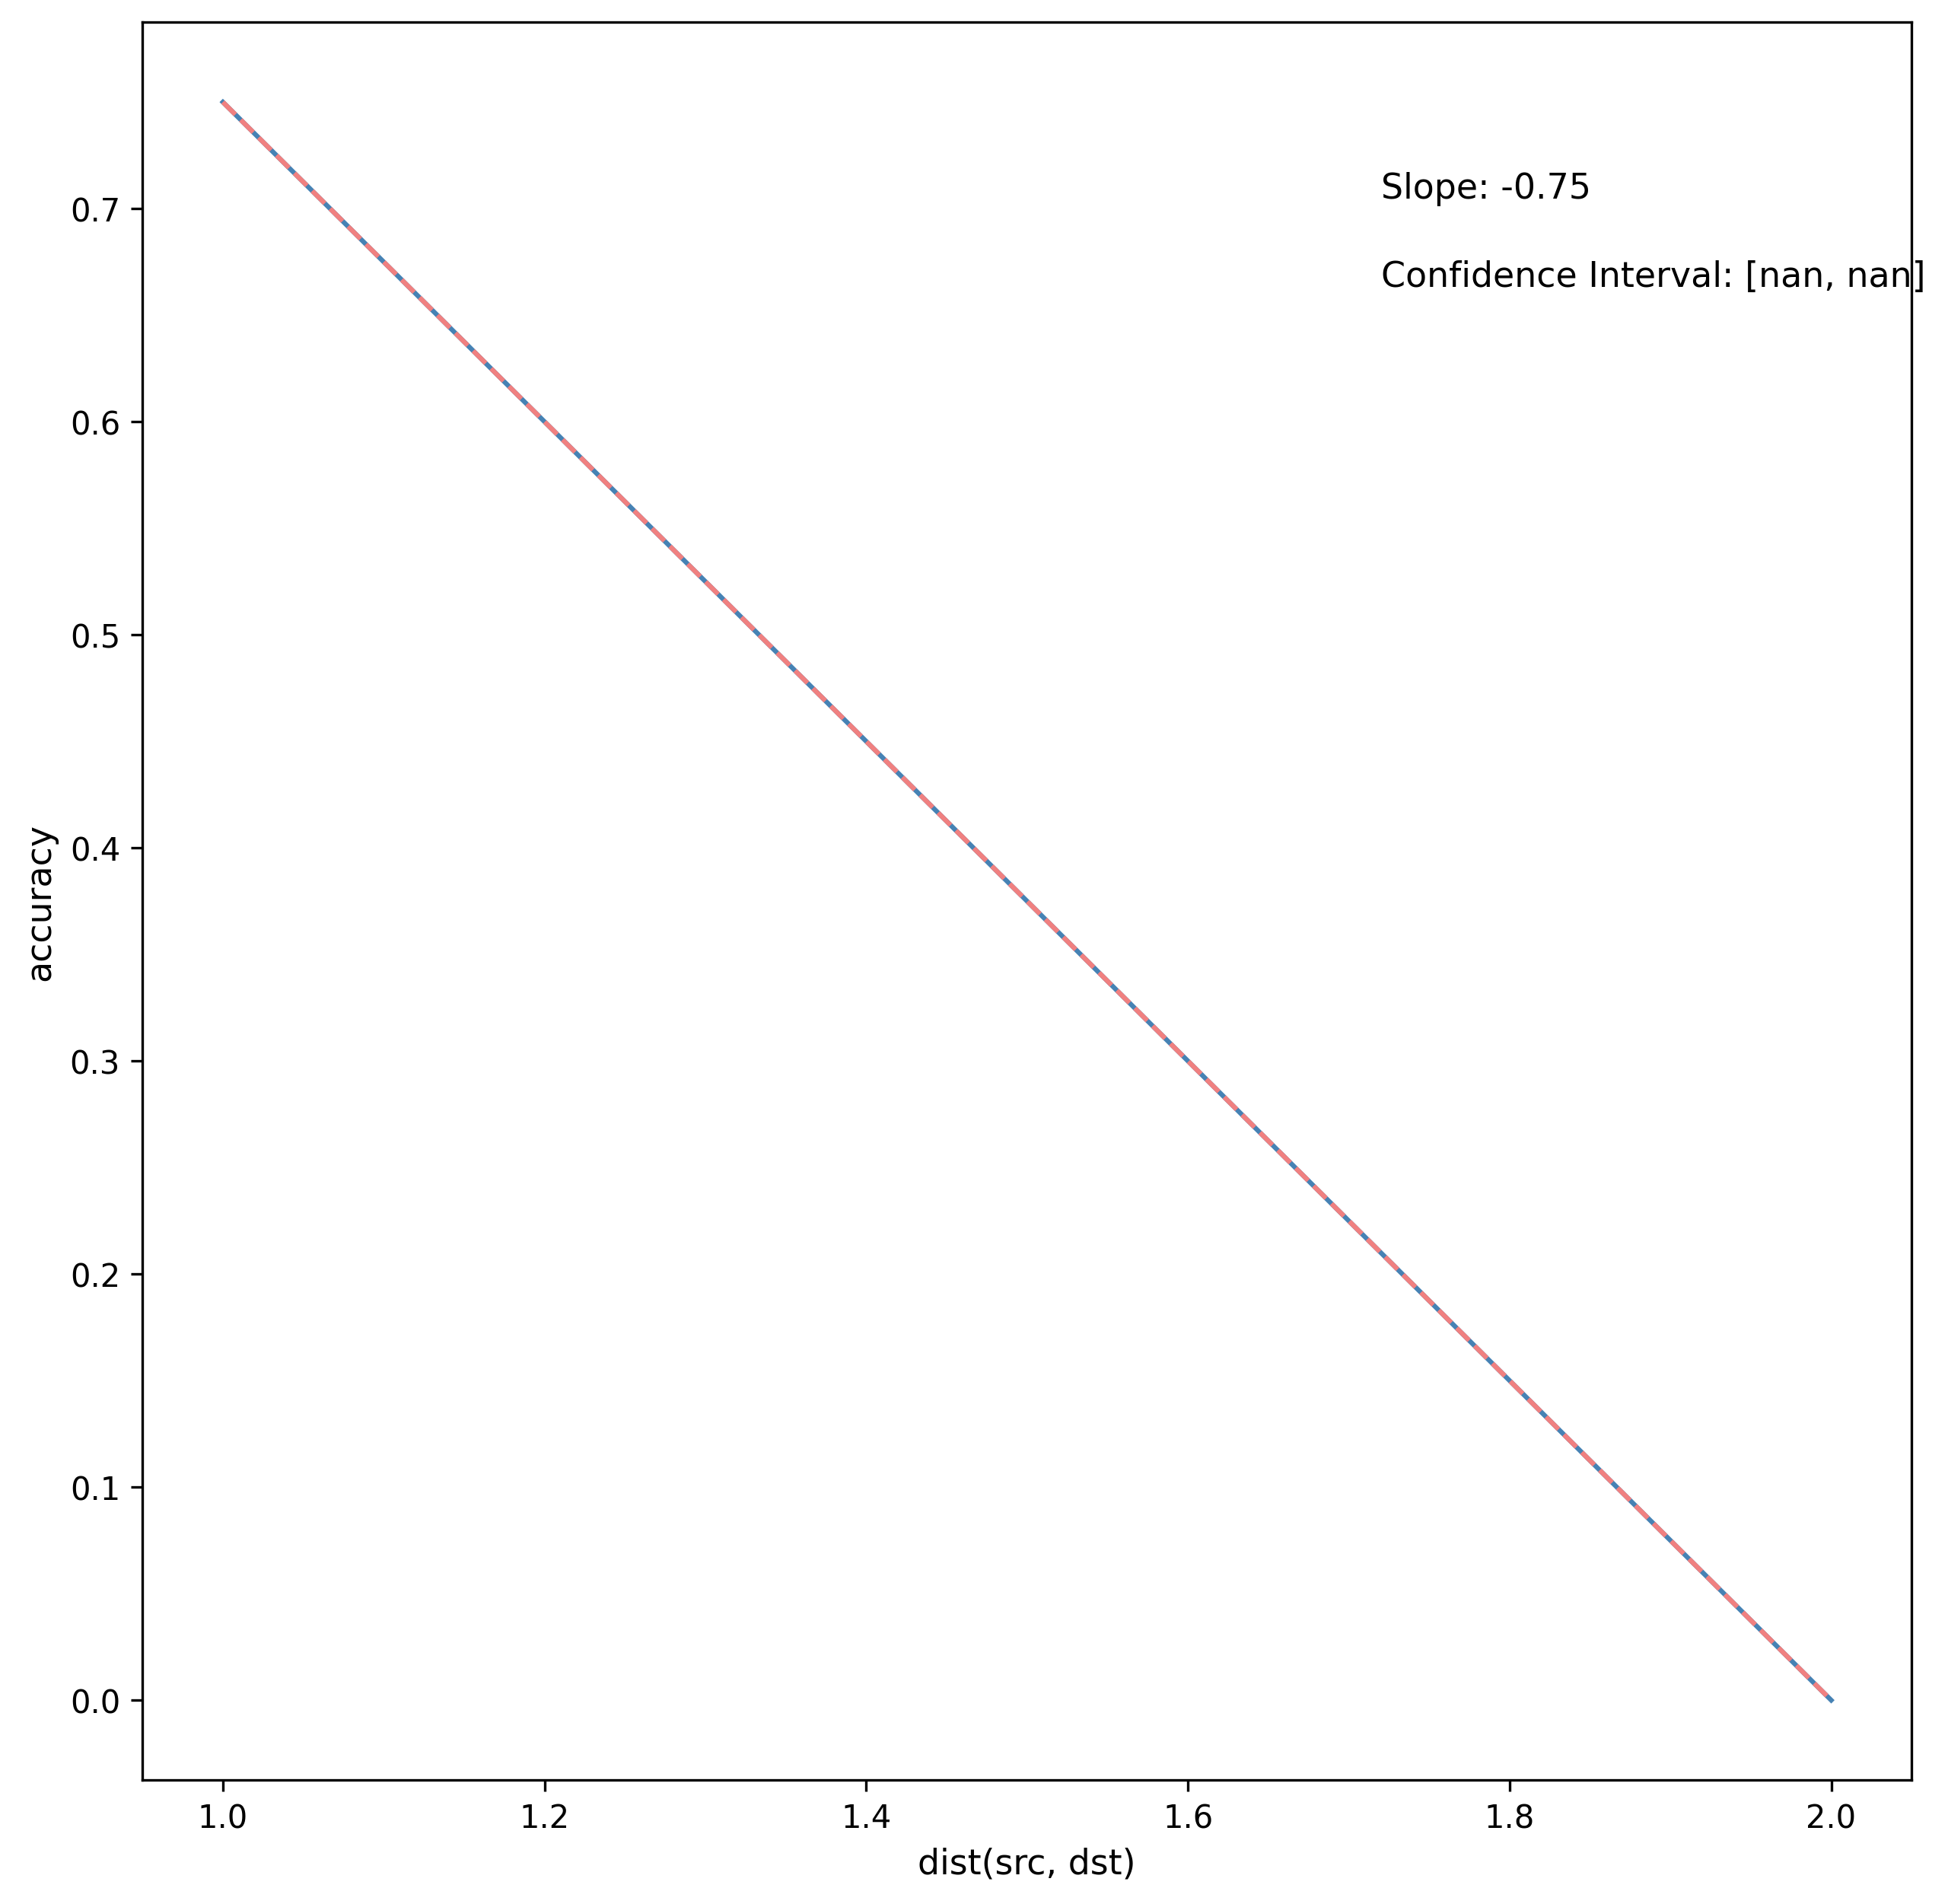 Slope: -0.75
Confidence Interval: [nan, nan]
accuracy
0.7
0.6
0.5
0.4
0.3
0.2
0.1
0.0
1.0 1.2 1.4 1.6 1.8 2.0
dist(src, dst)